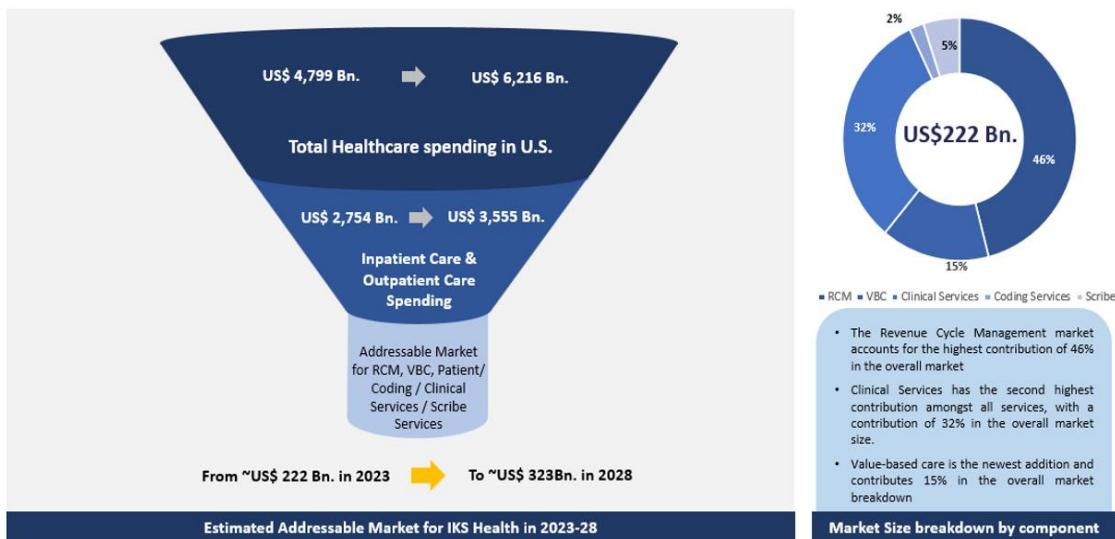 US$ 4,799 Bn.
US$ 6,216 Bn.
Total Healthcare spending in U.S.
US$ 2,754 Bn.
US$ 3,555 Bn.
Inpatient Care &
Outpatient Care
Spending
Addressable Market
for RCM, VBC, Patient/
Coding / Clinical
Services / Scribe
Services
From ~US$ 222 Bn. in 2023
To ~US$ 323Bn. in 2028
Estimated Addressable Market for IKS Health in 2023-28
2%
5%
32%
US$222 Bn.
46%
15%
RCM VBC Clinical Services Coding Services Scribe
• The Revenue Cycle Management market
accounts for the highest contribution of 46%
in the overall market
• Clinical Services has the second highest
contribution amongst all services, with a
contribution of 32% in the overall market
size.
• Value-based care is the newest addition and
contributes 15% in the overall market
breakdown
Market Size breakdown by component